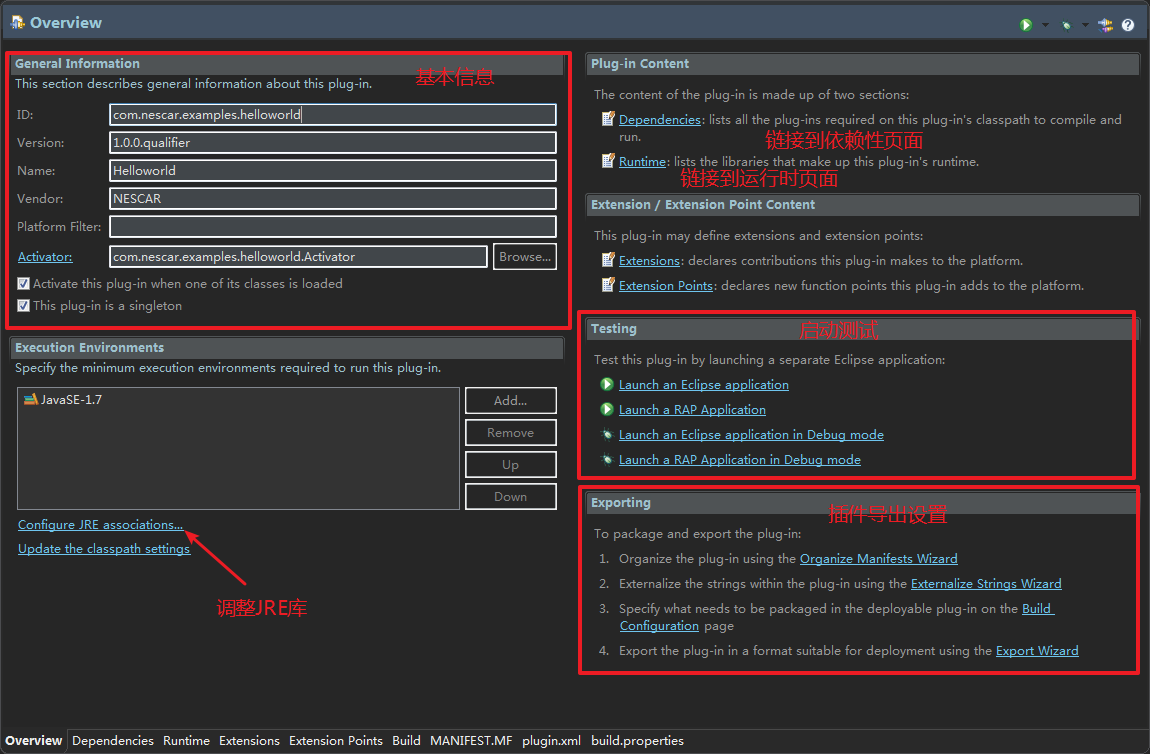 Overview
General Information
基本信息
This section describes general information about this plug-in.
ID: com.nescar.examples.helloworld
Version: 1.0.0.qualifier
Name: Helloworld
Vendor: NESCAR
Platform Filter:
Activator: com.nescar.examples.helloworld.Activator Browse...
Activate this plug-in when one of its classes is loaded
This plug-in is a singleton
Execution Environments
Specify the minimum execution environments required to run this plug-in.
JavaSE-1.7
Add...
Remove
Up
Down
Configure JRE associations...
Update the classpath settings
调整JRE库
Plug-in Content
The content of the plug-in is made up of two sections:
Dependencies: lists all the plug-ins required on this plug-in's classpath to compile and
run.
链接到依赖性页面
Runtime: lists the libraries that make up this plug-in's runtime.
链接到运行时页面
Extension / Extension Point Content
This plug-in may define extensions and extension points:
Extensions: declares contributions this plug-in makes to the platform.
Extension Points: declares new function points this plug-in adds to the platform.
Testing
启动测试
Test this plug-in by launching a separate Eclipse application:
Launch an Eclipse application
Launch a RAP Application
Launch an Eclipse application in Debug mode
Launch a RAP Application in Debug mode
Exporting
插件导出设置
To package and export the plug-in:
1. Organize the plug-in using the Organize Manifests Wizard
2. Externalize the strings within the plug-in using the Externalize Strings Wizard
3. Specify what needs to be packaged in the deployable plug-in on the Build
Configuration page
4. Export the plug-in in a format suitable for deployment using the Export Wizard
Overview Dependencies Runtime Extensions Extension Points Build MANIFEST.MF plugin.xml build.properties